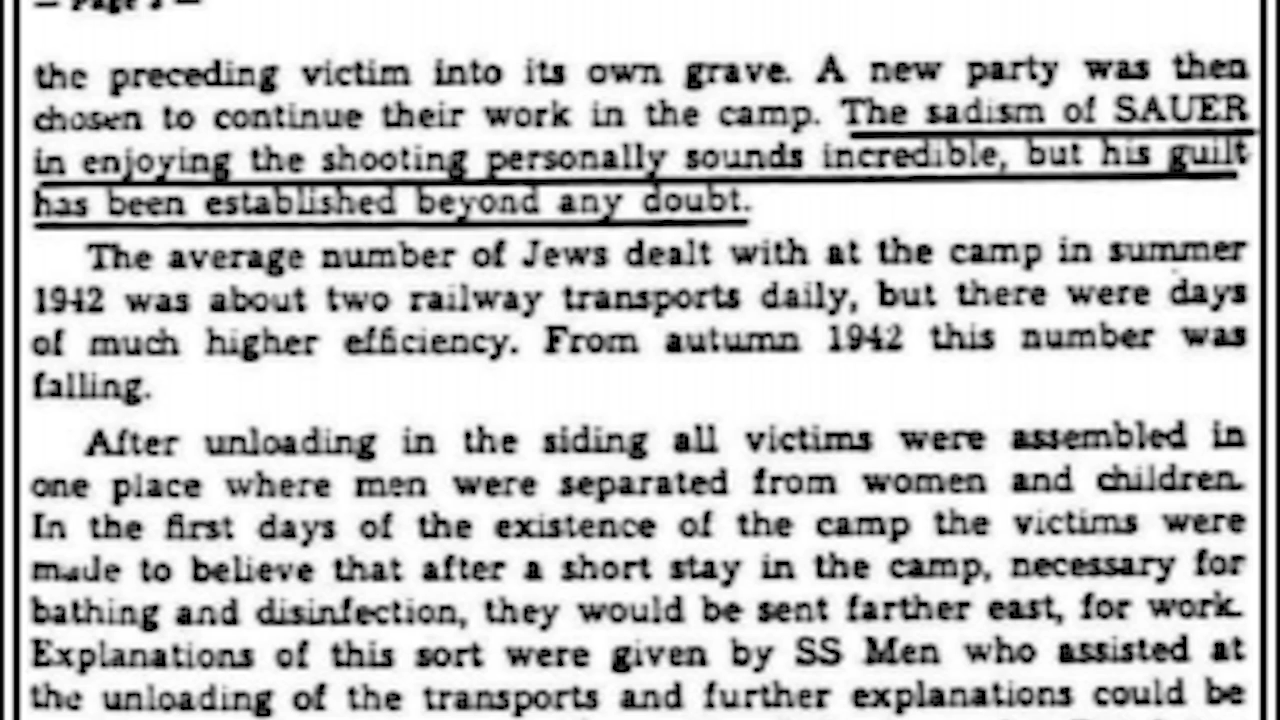 the preceding victim into its own grave. A new party was then
chosen to continue their work in the camp. The sadism of SAUER
in enjoying the shooting personally sounds incredible, but his guilt
has been established beyond any doubt.
The average number of Jews dealt with at the camp in summer
1942 was about two railway transports daily, but there were days
of much higher efficiency. From autumn 1942 this number was
falling.
After unloading in the siding all victims were assembled in
one place where men were separated from women and children.
In the first days of the existence of the camp the victims were
made to believe that after a short stay in the camp, necessary for
bathing and disinfection, they would be sent farther east, for work.
Explanations of this sort were given by SS Men who assisted at
the unloading of the transports and further explanations could be